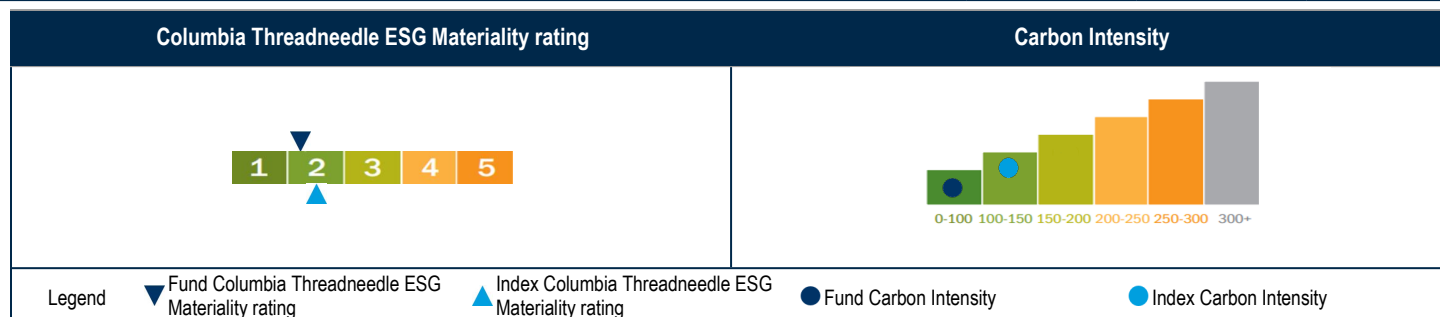 Columbia Threadneedle ESG Materiality rating
Carbon Intensity
1 2 3 4 5
0-100 100-150 150-200 200-250 250-300 300+
Legend
Fund Columbia Threadneedle ESG
Materiality rating
Index Columbia Threadneedle ESG
Materiality rating
Fund Carbon Intensity
Index Carbon Intensity